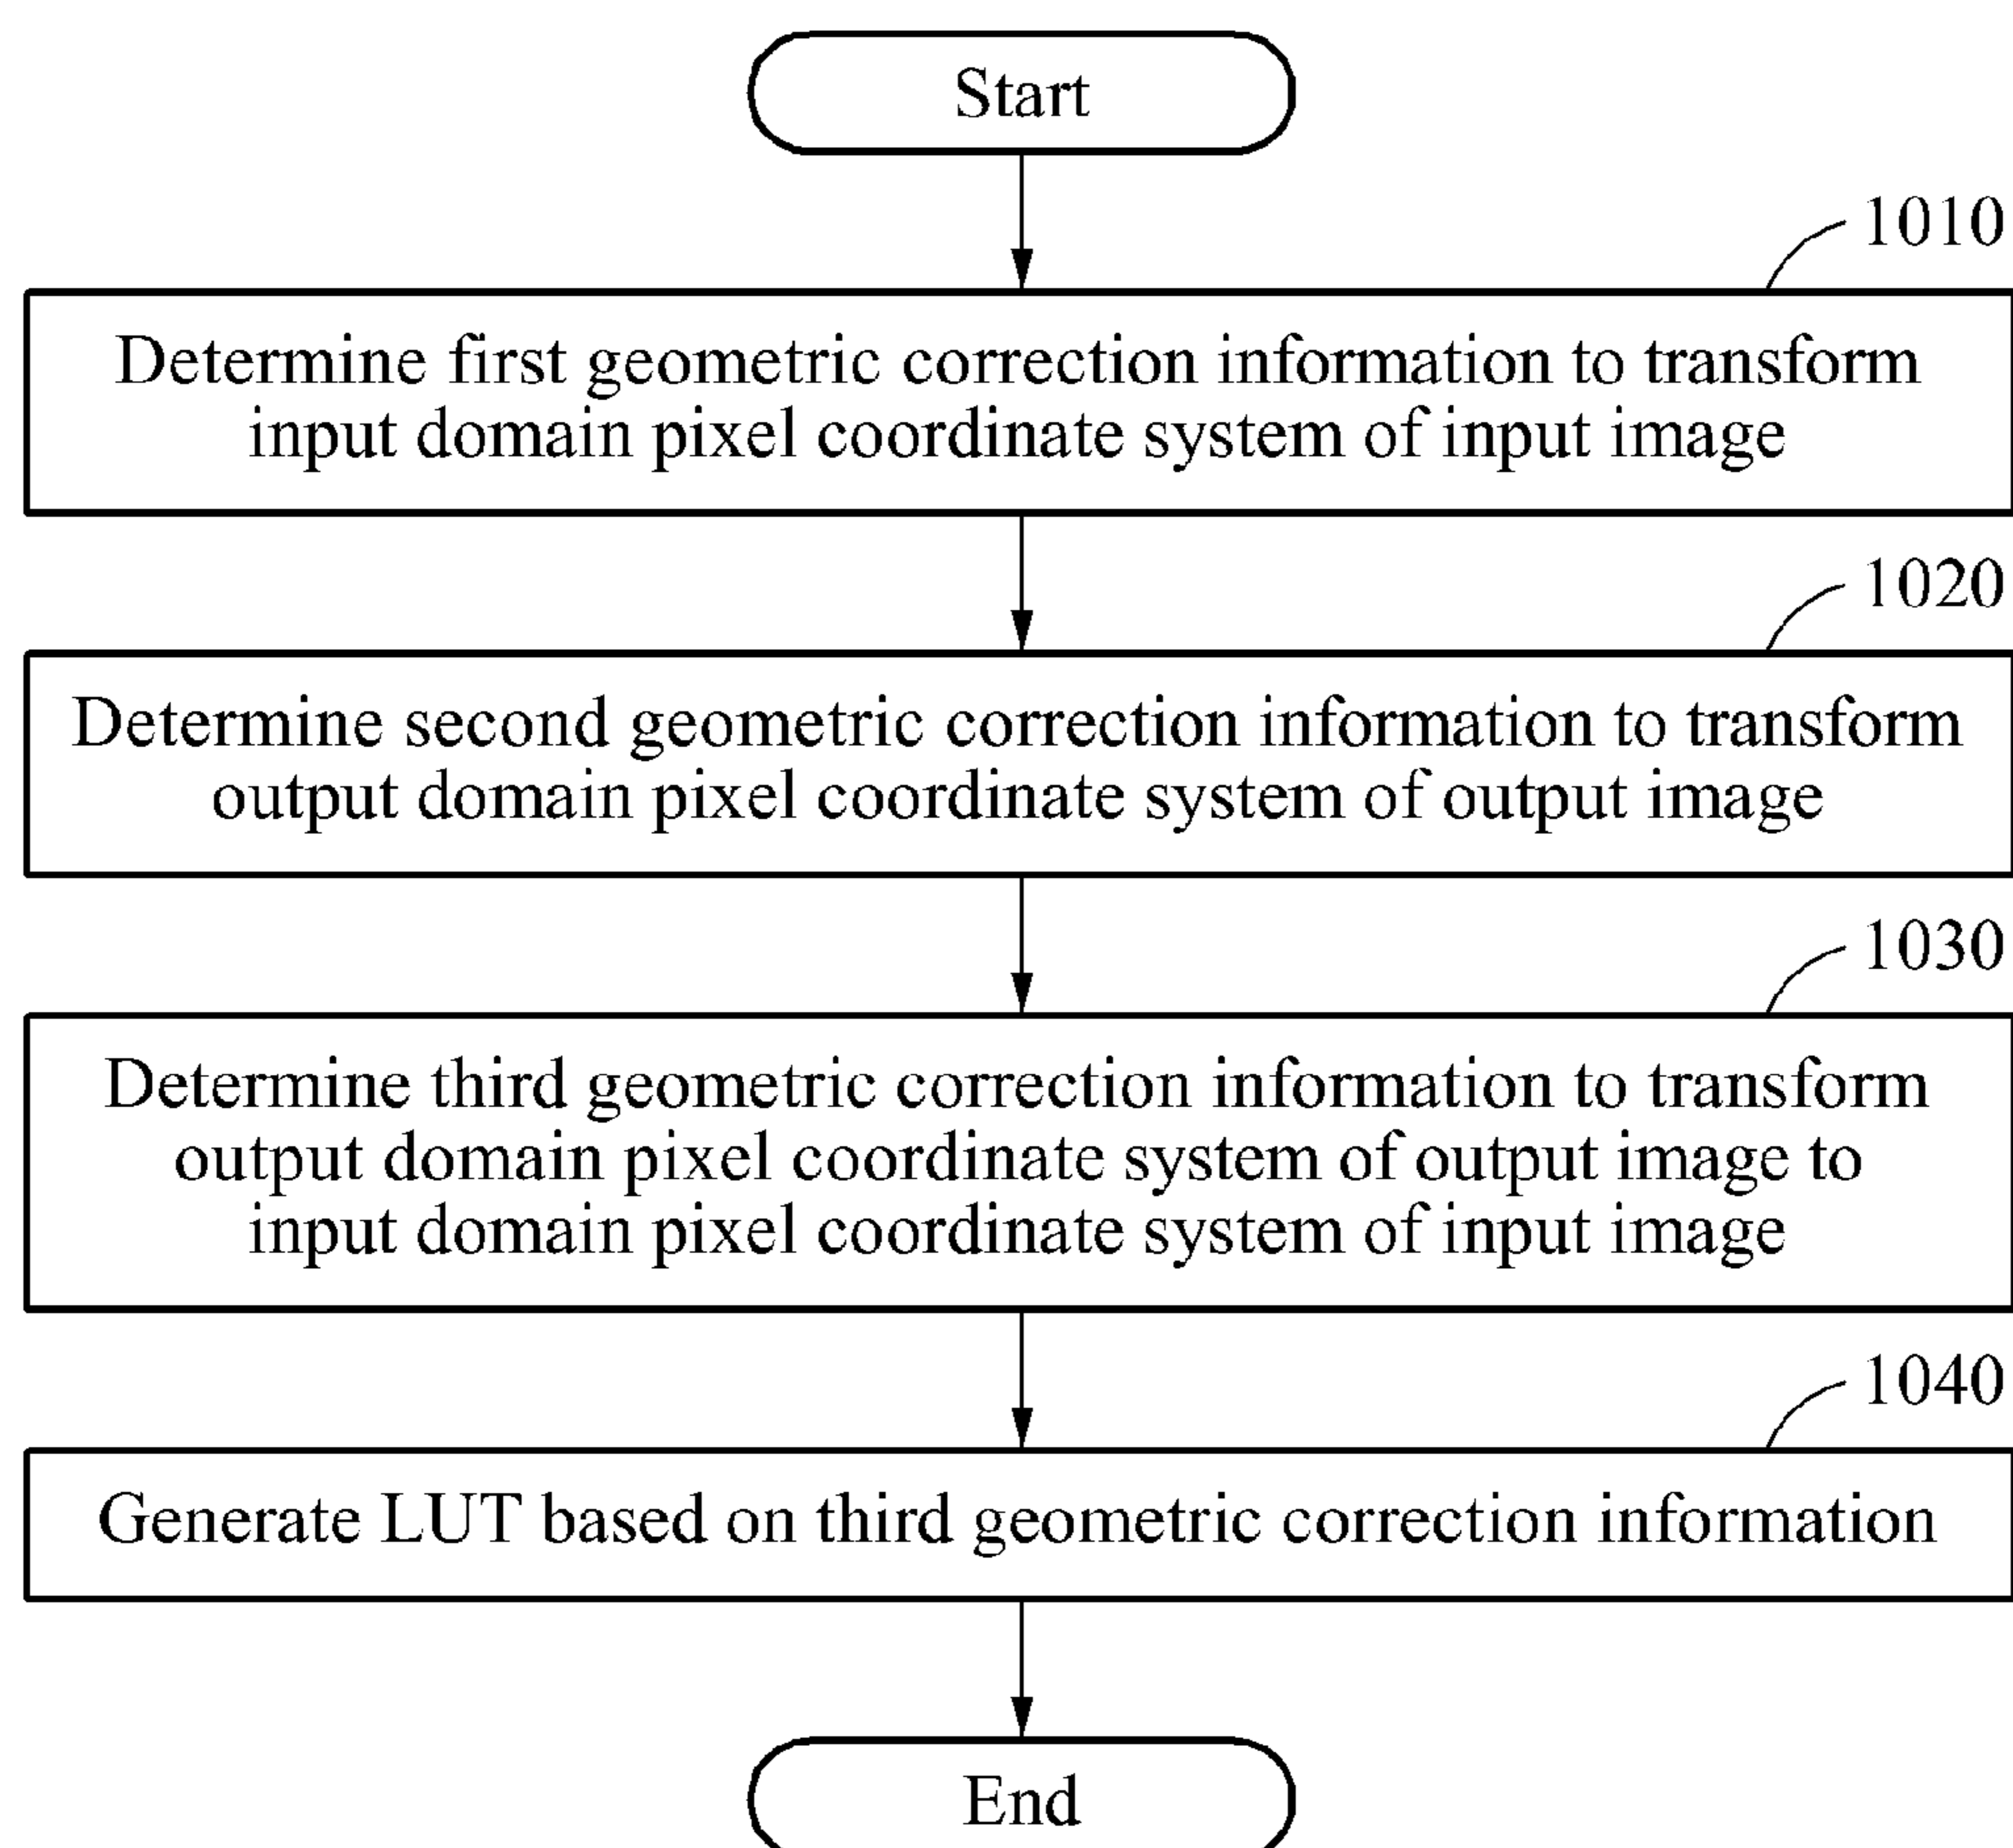 Start
1010
Determine first geometric correction information to transform
input domain pixel coordinate system of input image
1020
Determine second geometric correction information to transform
output domain pixel coordinate system of output image
1030
Determine third geometric correction information to transform
output domain pixel coordinate system of output image to
input domain pixel coordinate system of input image
1040
Generate LUT based on third geometric correction information
End